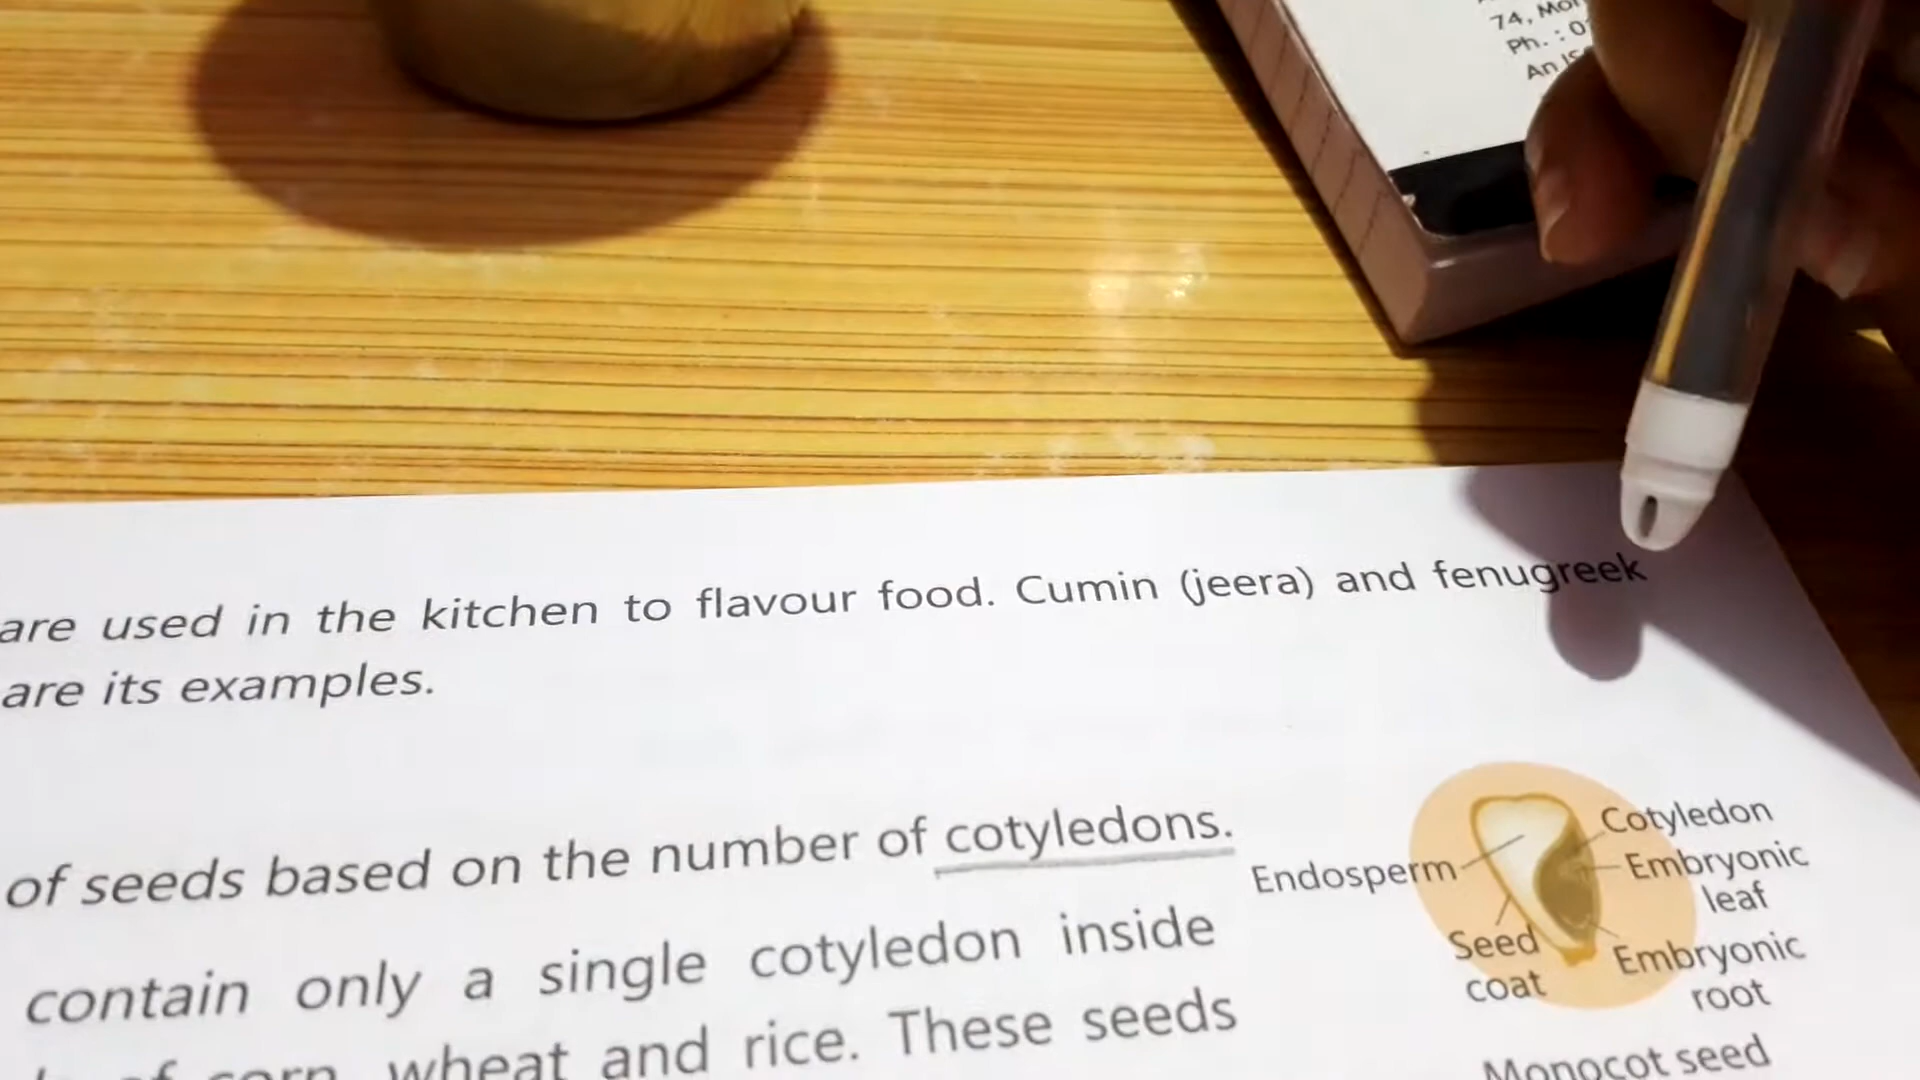 74,
Ph. : 0
An
are used in the kitchen to flavour food. Cumin (jeera) and fenugreek
are its examples.
of seeds based on the number of cotyledons.
contain only a single cotyledon inside
of corn, wheat and rice. These seeds
Endosperm
Cotyledon
Embryonic
leaf
Seed
coat
Embryonic
root
Monocot seed